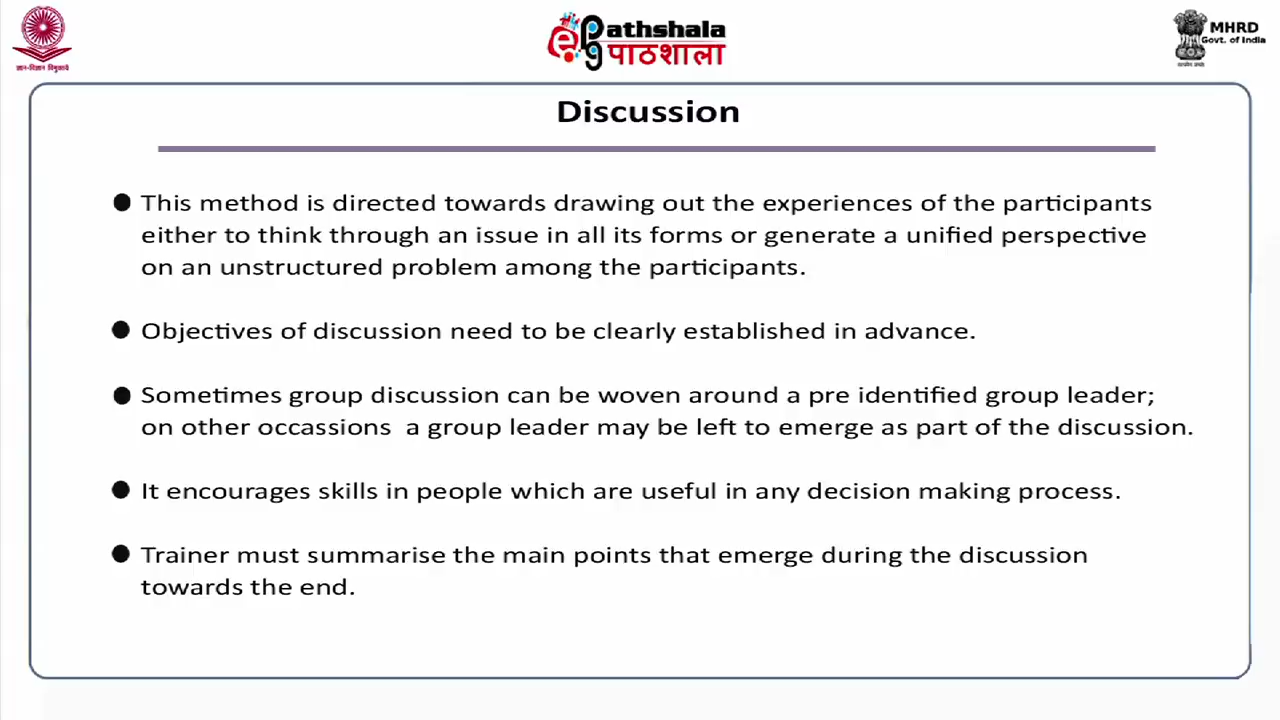 ज्ञान-विज्ञान विमुक्तये
e pg Pathshala
पाठशाला
MHRD
Govt. of India
Discussion
● This method is directed towards drawing out the experiences of the participants
either to think through an issue in all its forms or generate a unified perspective
on an unstructured problem among the participants.
● Objectives of discussion need to be clearly established in advance.
● Sometimes group discussion can be woven around a pre identified group leader;
on other occassions a group leader may be left to emerge as part of the discussion.
● It encourages skills in people which are useful in any decision making process.
● Trainer must summarise the main points that emerge during the discussion
towards the end.